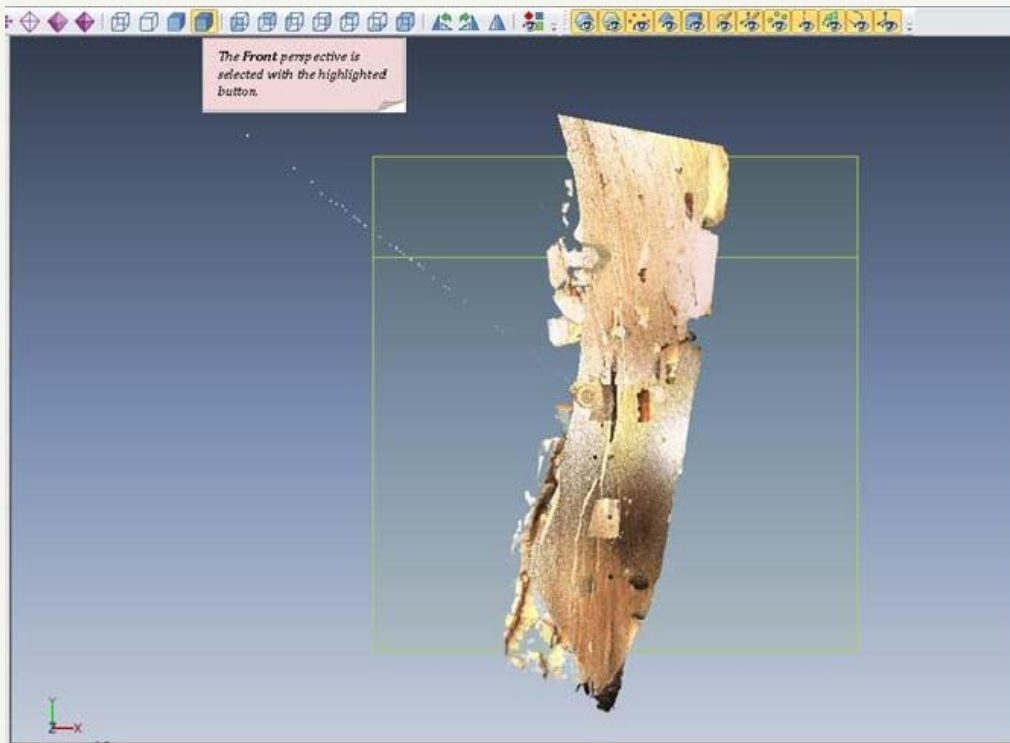 The Front perspective is
selected with the highlighted
button.
Y
Z X